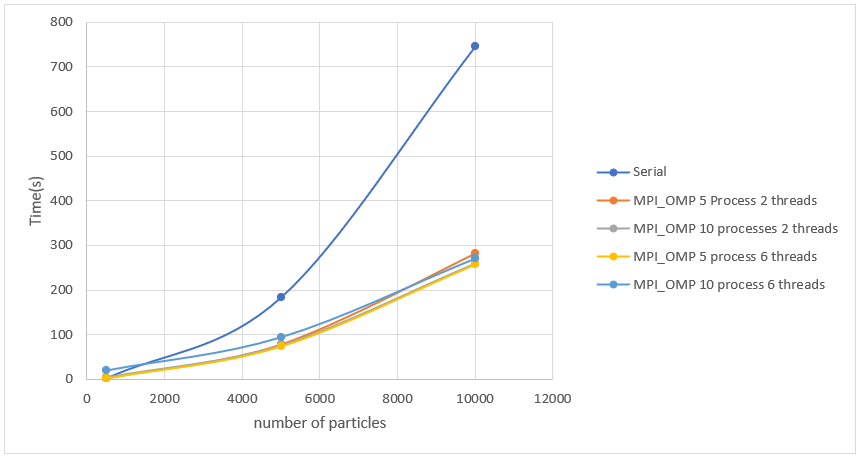 800
700
600
500
400
300
200
100
0
Time(s)
0 2000 4000 6000 8000 10000 12000
number of particles
Serial
MPI_OMP 5 Process 2 threads
MPI_OMP 10 processes 2 threads
MPI_OMP 5 process 6 threads
MPI_OMP 10 process 6 threads